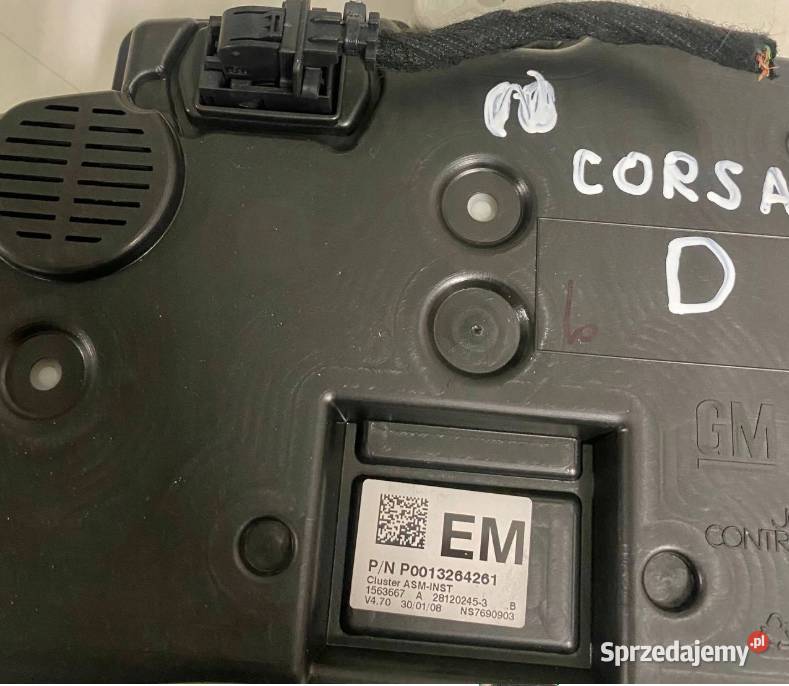 N
CORSA
D
6
GM
J
CONTR
EM
P/N P0013264261
Cluster ASM-INST
1563667 A 28120245-3 B
V4.70 30/01/08 NS7690903
Sprzedajemy.pl